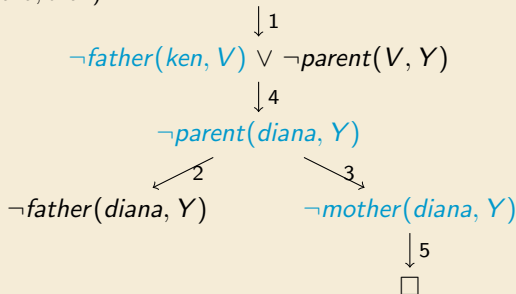 1
¬father(ken, V) ∨ ¬parent(V, Y)
4
¬parent(diana, Y)
2 3
¬father(diana, Y) ¬mother(diana, Y)
5
□